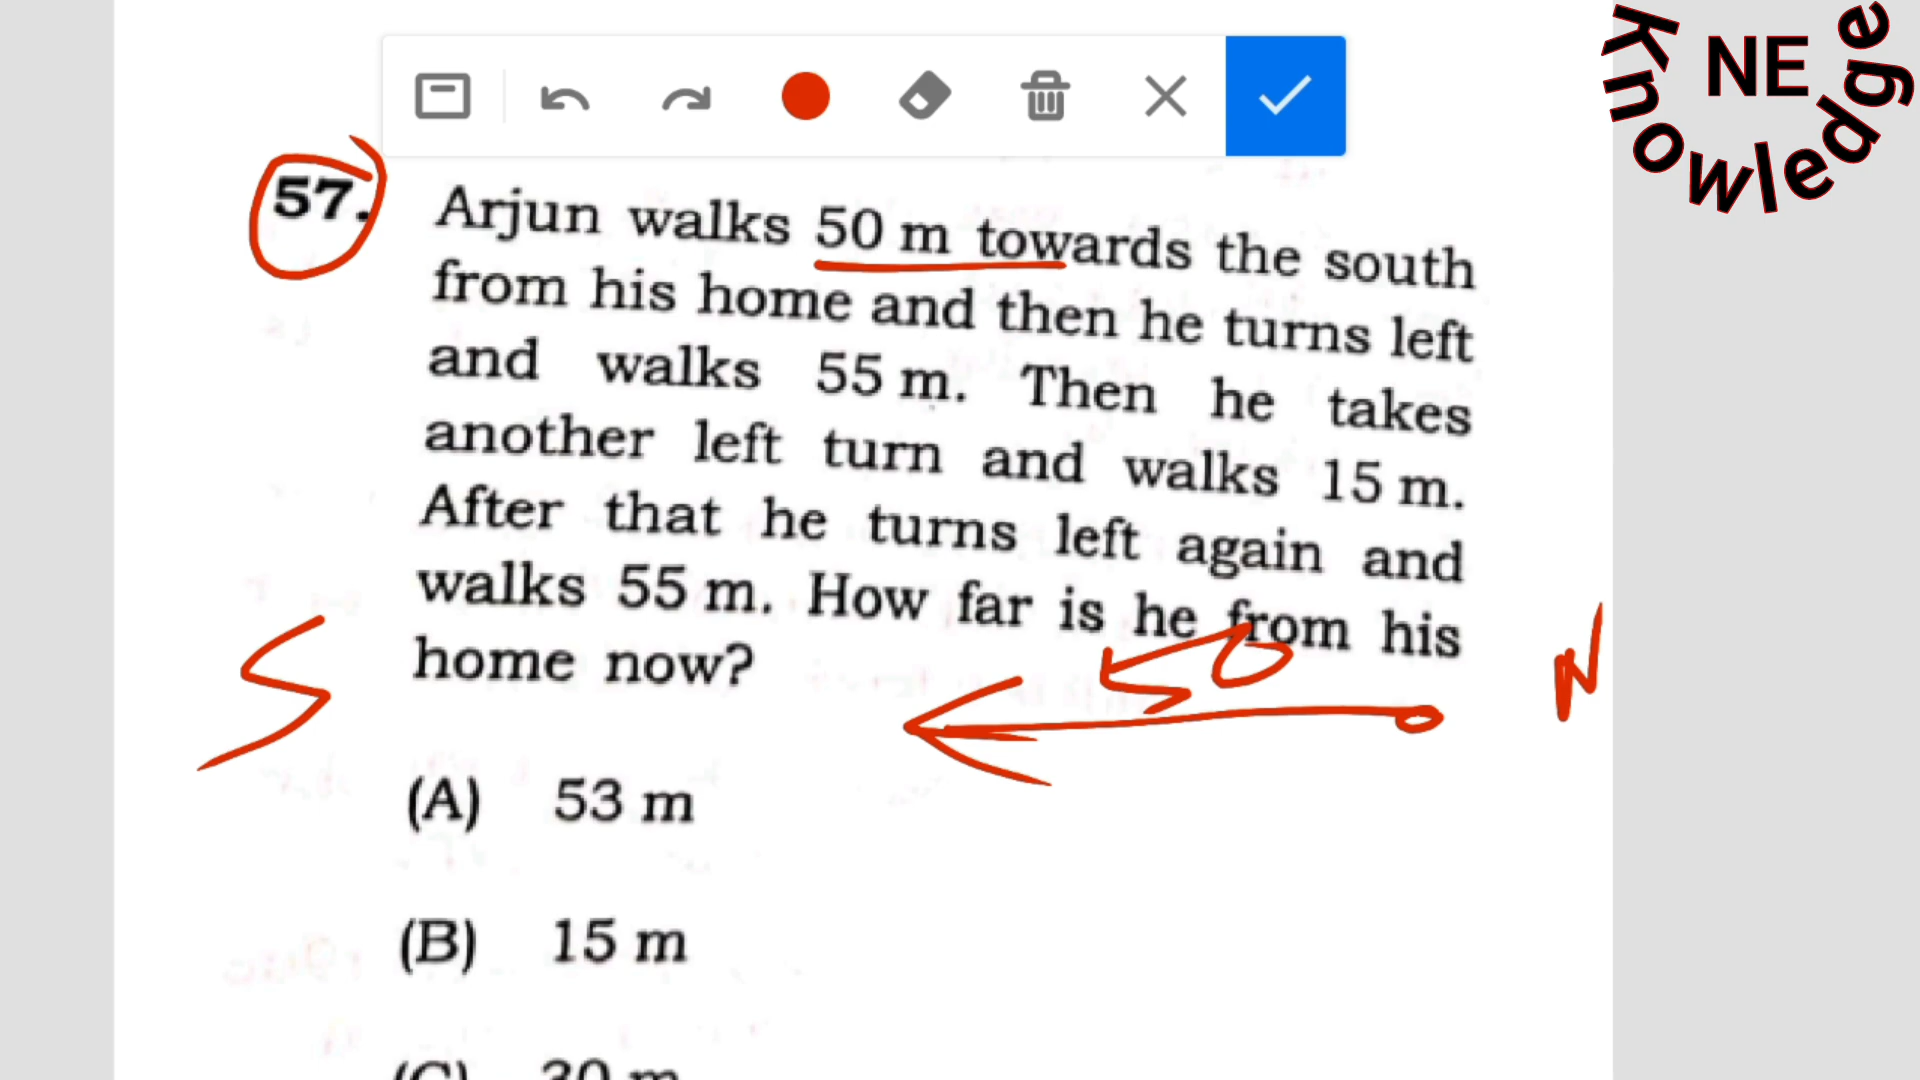 NE
Knowledge
57. Arjun walks 50 m towards the south
from his home and then he turns left
and walks 55 m. Then he takes
another left turn and walks 15 m.
After that he turns left again and
walks 55 m. How far is he from his
home now?
S
50
N
(A) 53 m
(B) 15 m
(C) 30 m